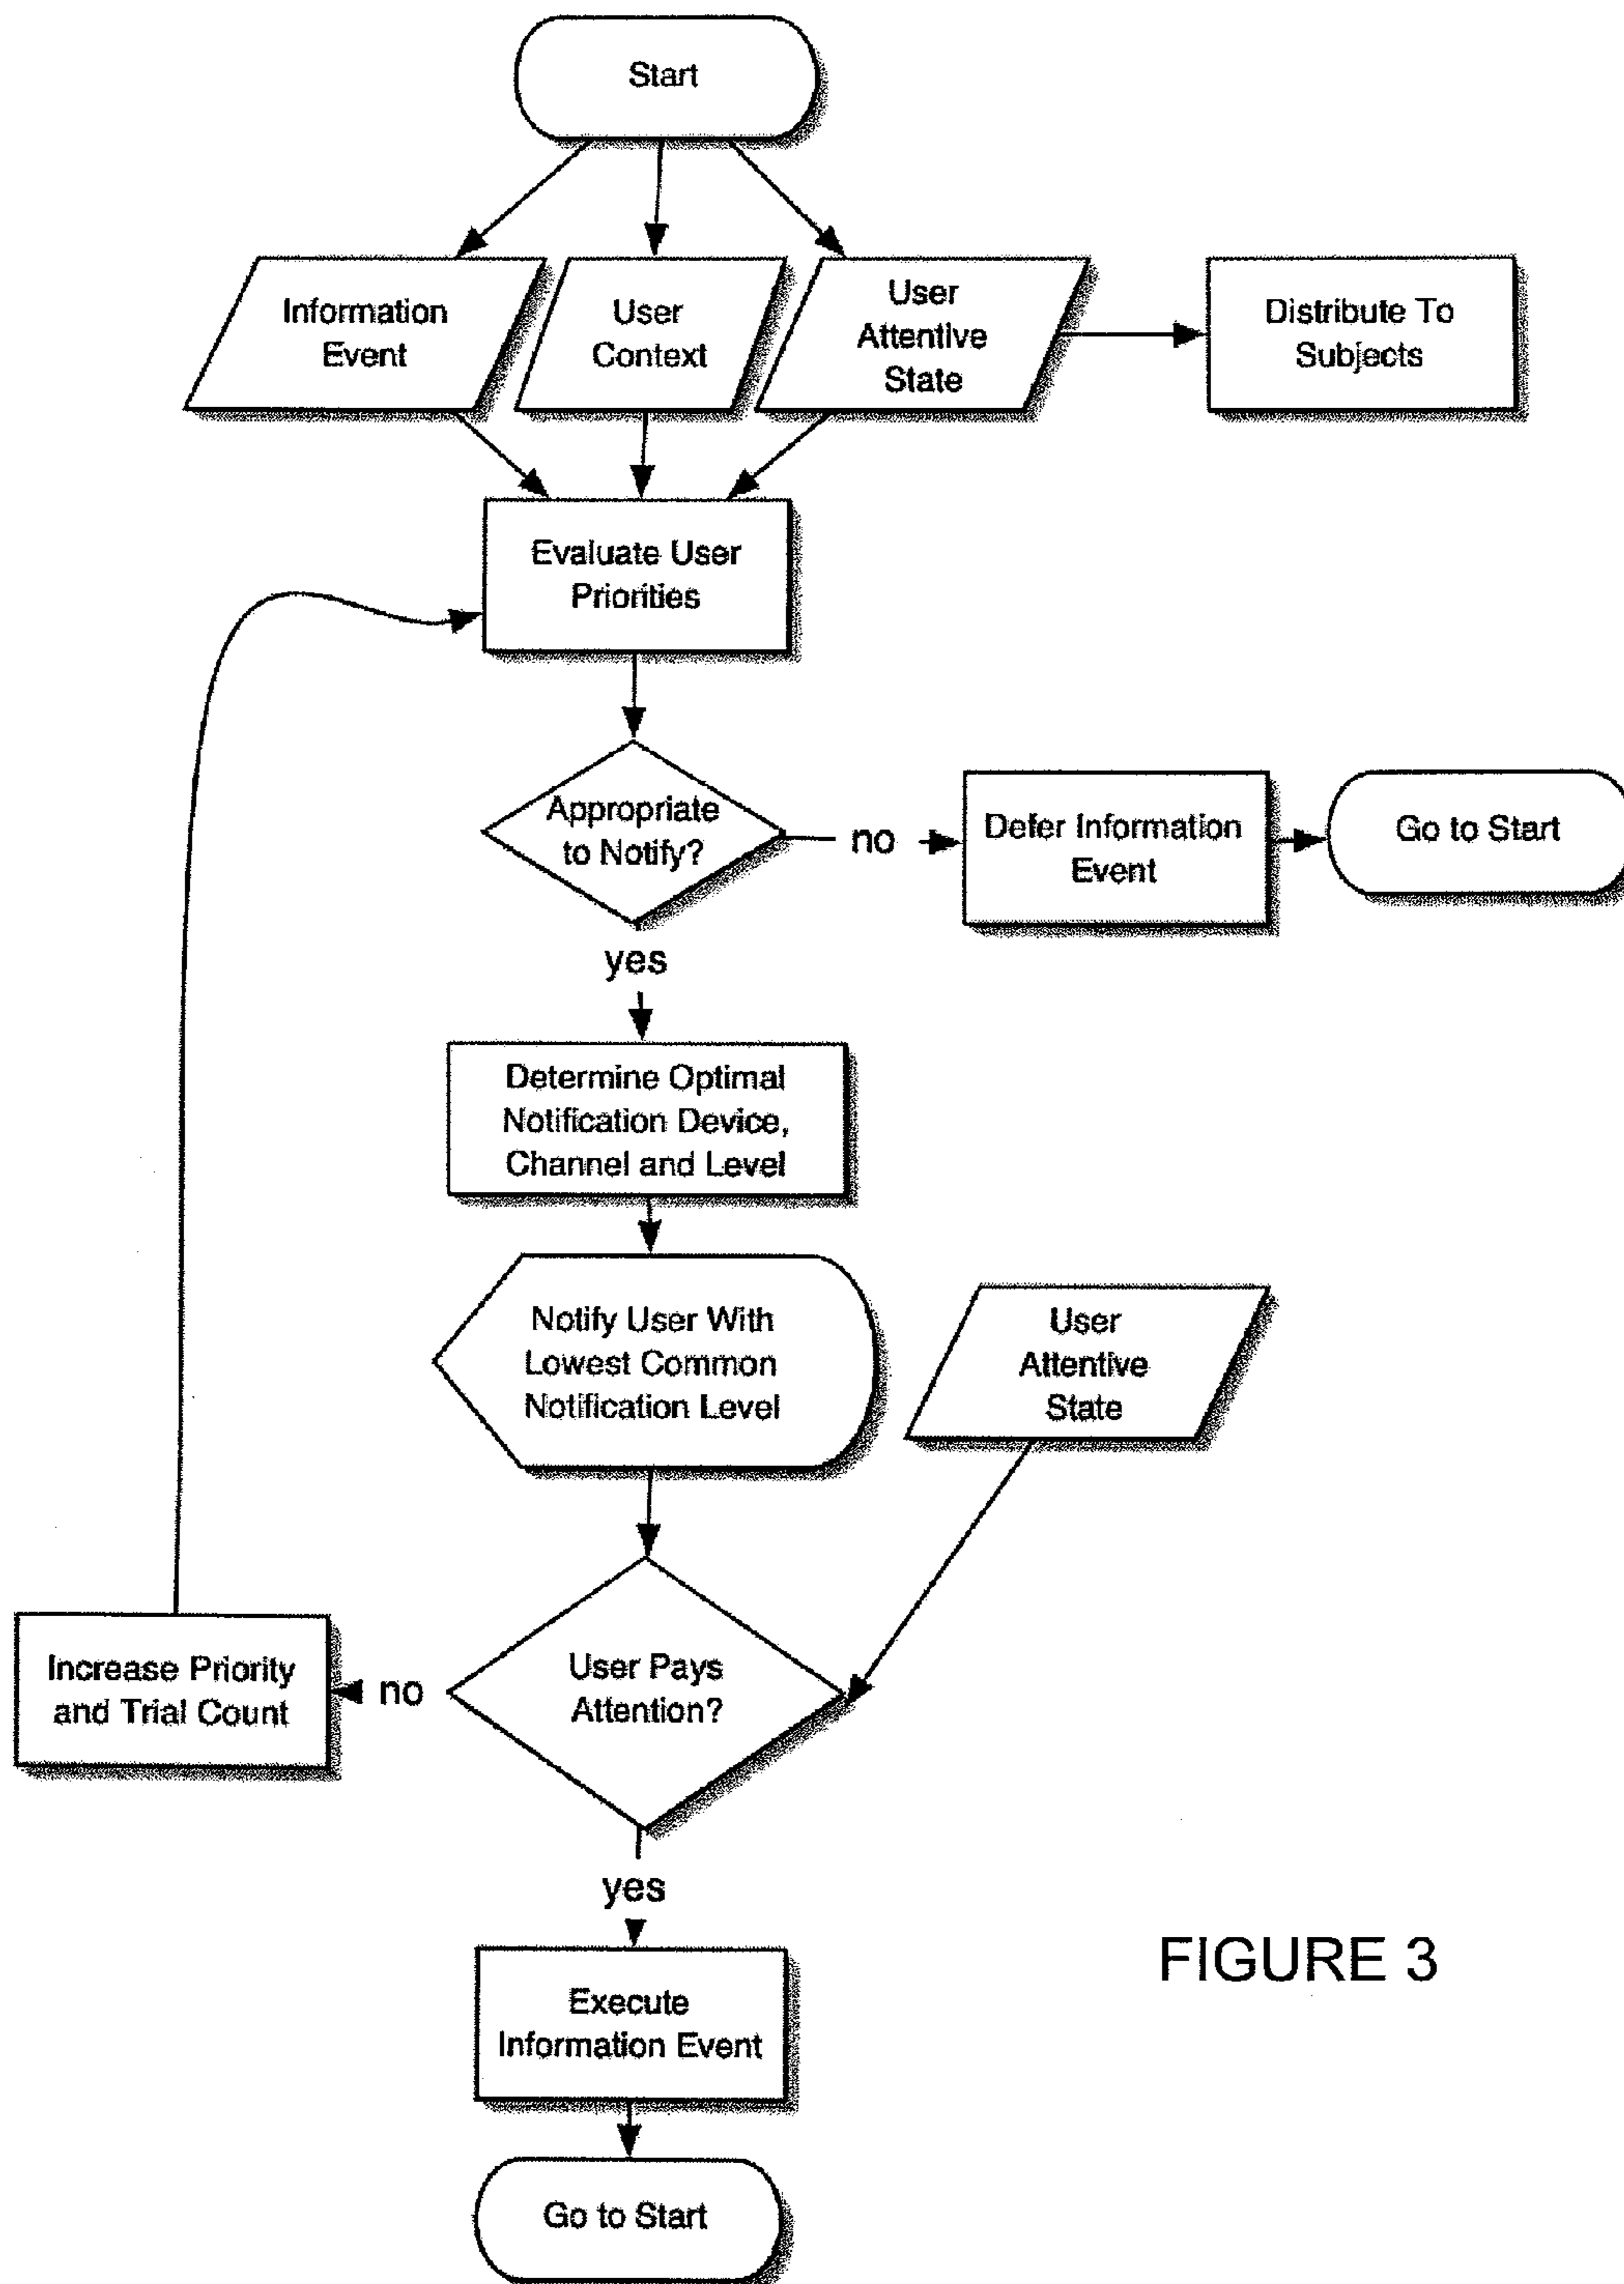 Start
Information
Event
User
Context
User
Attentive
State
Distribute To
Subjects
Evaluate User
Priorities
Appropriate
to Notify?
no
Defer Information
Event
Go to Start
yes
Determine Optimal
Notification Device,
Channel and Level
Notify User With
Lowest Common
Notification Level
User
Attentive
State
User Pays
Attention?
no
Increase Priority
and Trial Count
yes
Execute
Information Event
Go to Start
FIGURE 3